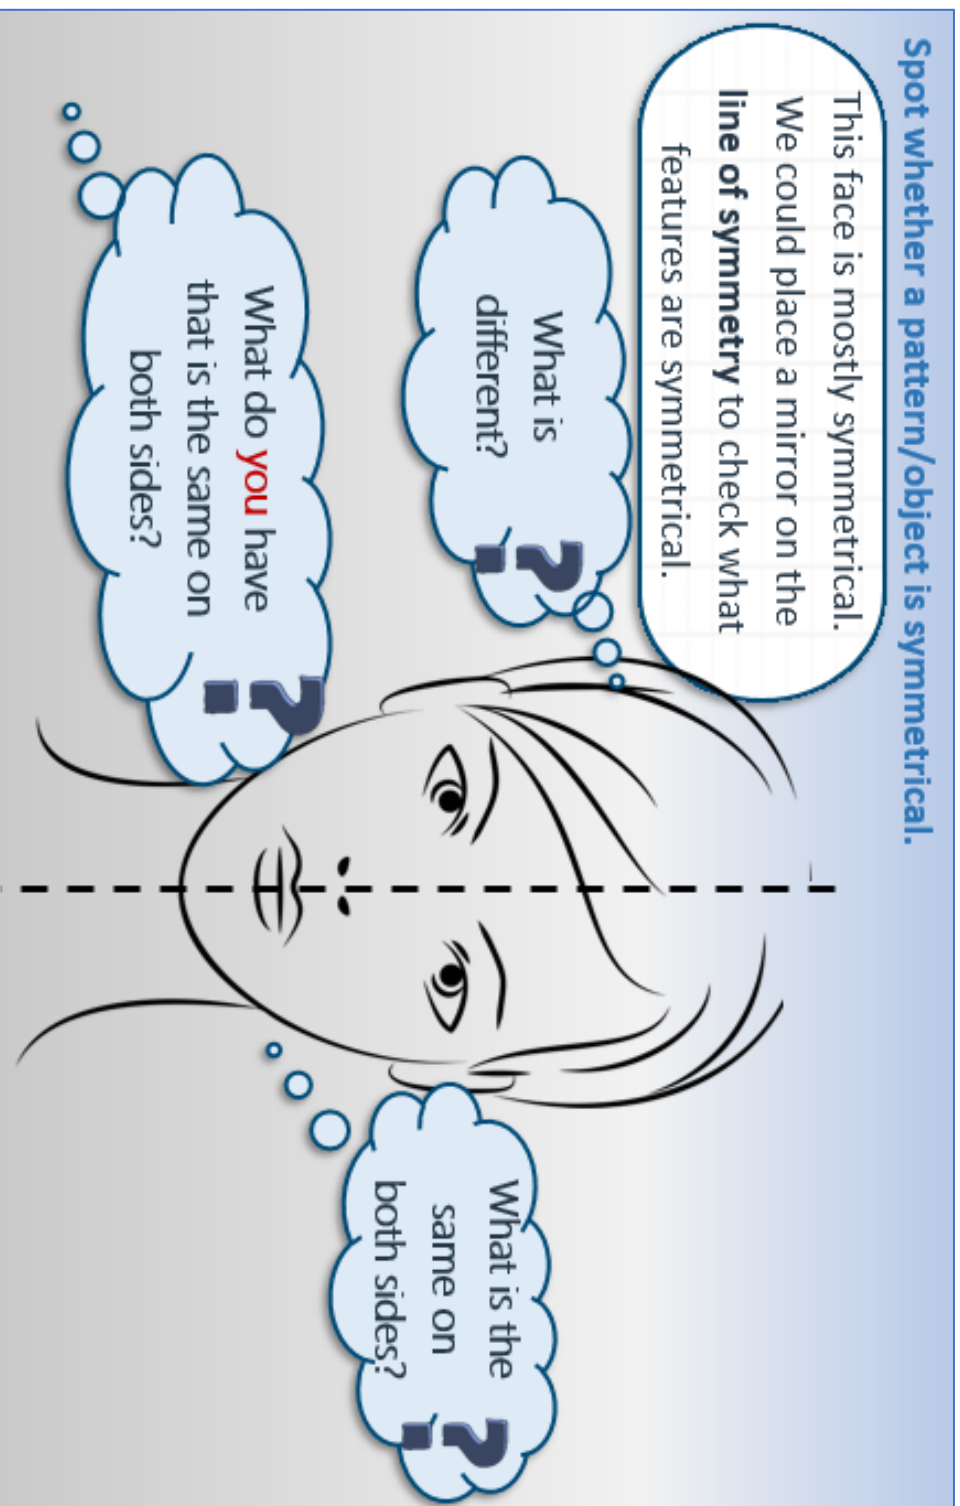 Spot whether a pattern/object is symmetrical.
This face is mostly symmetrical.
We could place a mirror on the
line of symmetry to check what
features are symmetrical.
What is
different?
?
What is the
same on
both sides?
?
What do you have
that is the same on
both sides?
?